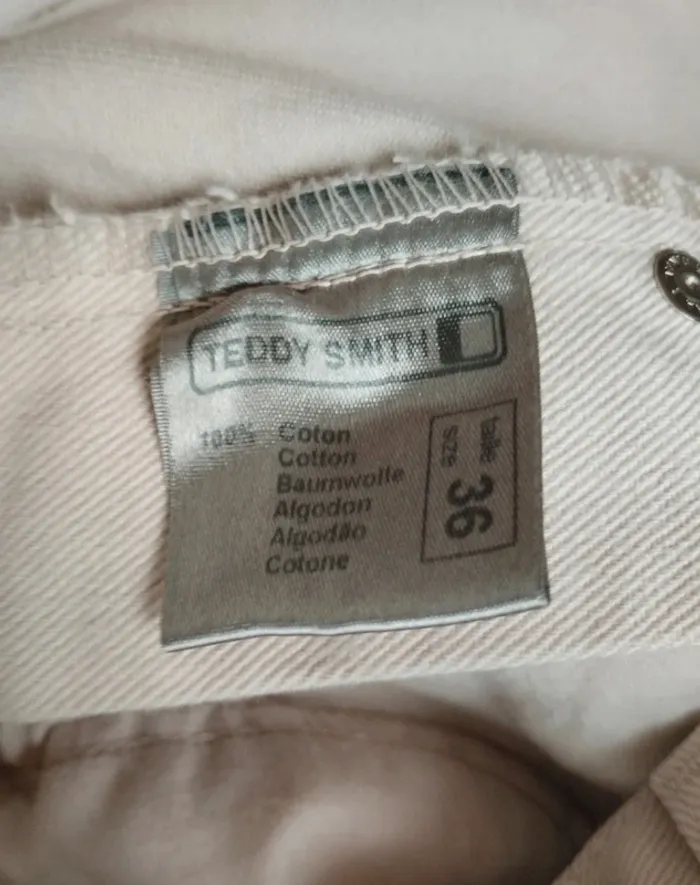 TEDDY SMITH
100% Coton
Cotton
Baumwolle
Algodon
Algodão
Cotone
taille
size
36